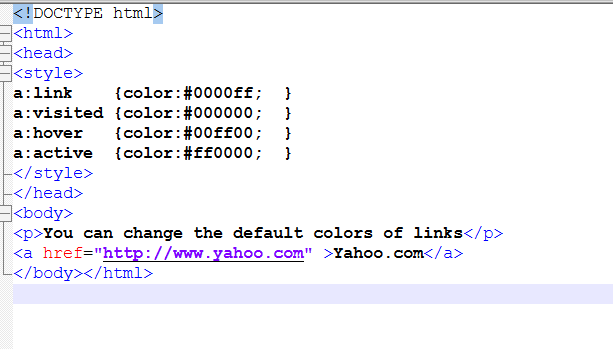 <!DOCTYPE html>
<html>
<head>
<style>
a:link    {color:#0000ff;  }
a:visited {color:#000000;  }
a:hover   {color:#00ff00;  }
a:active  {color:#ff0000;  }
</style>
</head>
<body>
<p>You can change the default colors of links</p>
<a href="http://www.yahoo.com" >Yahoo.com</a>
</body></html>